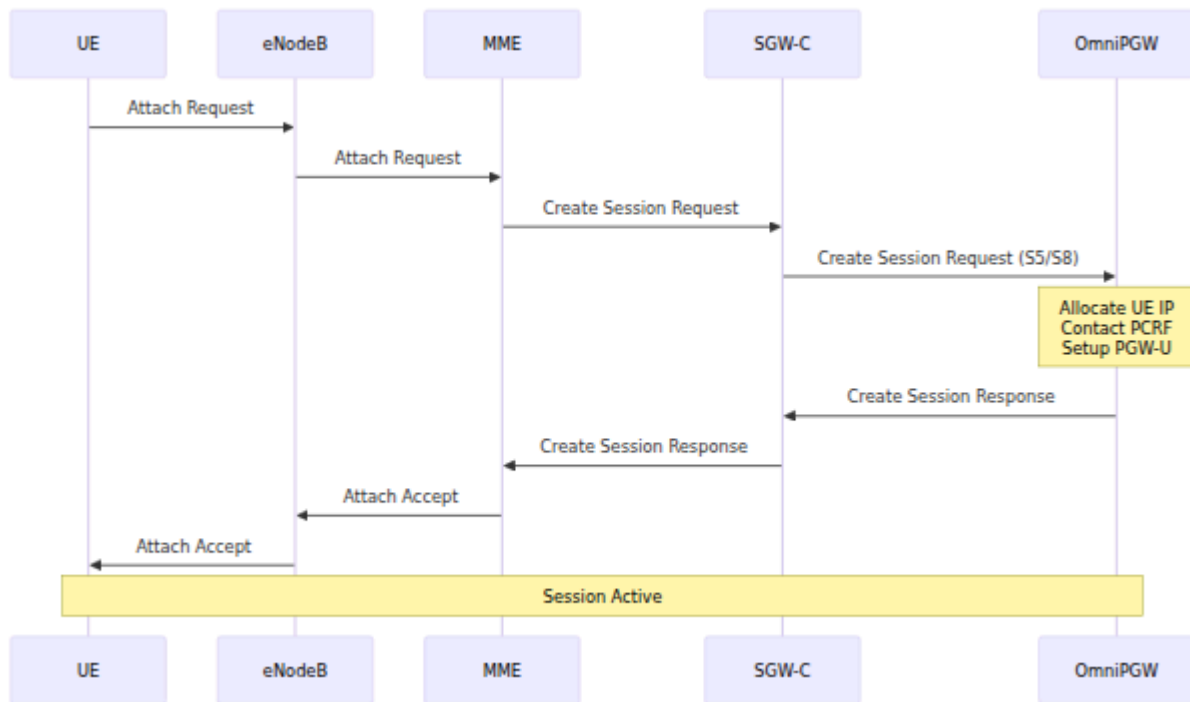 UE
eNodeB
MME
SGW-C
OmniPGW
Attach Request
Attach Request
Create Session Request
Create Session Request (S5/S8)
Allocate UE IP
Contact PCRF
Setup PGW-U
Create Session Response
Create Session Response
Attach Accept
Attach Accept
Session Active
UE
eNodeB
MME
SGW-C
OmniPGW